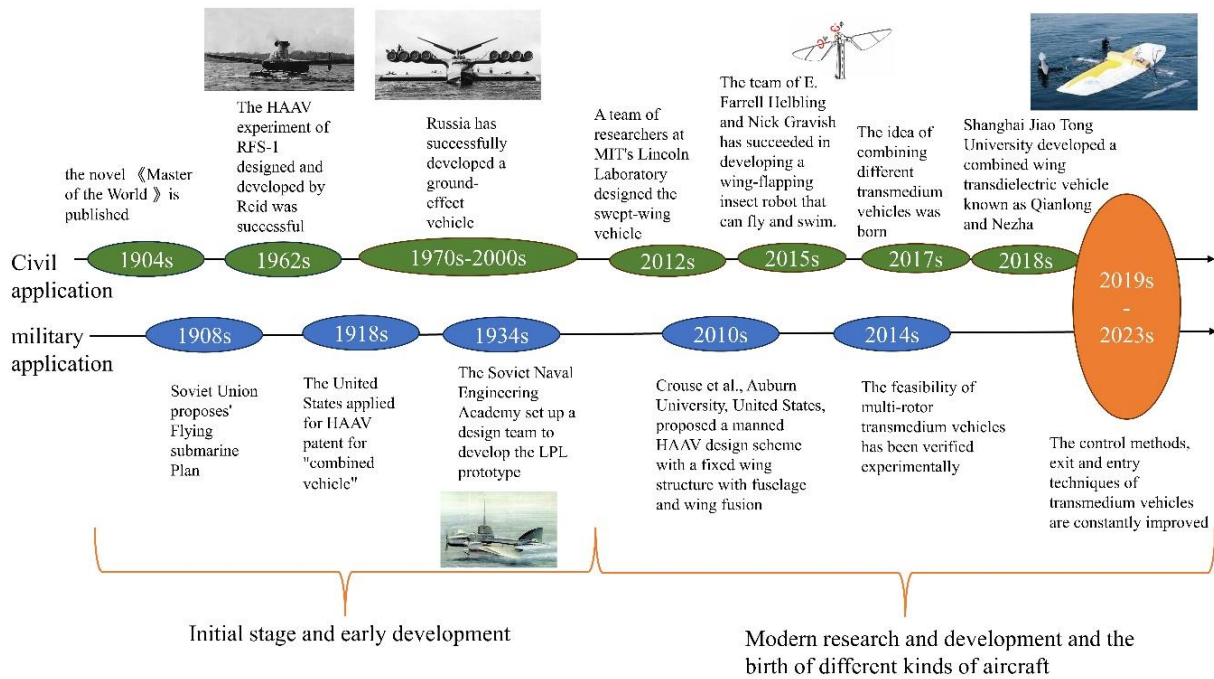 the novel 《Master
of the World 》is
published
The HAAV
experiment of
RFS-1
designed and
developed by
Reid was
successful
Russia has
successfully
developed a
ground-
effect
vehicle
A team of
researchers at
MIT's Lincoln
Laboratory
designed the
swept-wing
vehicle
The team of E.
Farrell Helbling
and Nick Gravish
has succeeded in
developing a
wing-flapping
insect robot that
can fly and swim.
The idea of
combining
different
transmedium
vehicles was
born
Shanghai Jiao Tong
University developed a
combined wing
transdielectric vehicle
known as Qianlong
and Nezha
Civil
application
1904s
1962s
1970s-2000s
2012s
2015s
2017s
2018s
2019s
-
2023s
military
application
1908s
1918s
1934s
2010s
2014s
Soviet Union
proposes'
Flying
submarine
Plan
The United
States applied
for HAAV
patent for
"combined
vehicle"
The Soviet Naval
Engineering
Academy set up a
design team to
develop the LPL
prototype
Crouse et al., Auburn
University, United States,
proposed a manned
HAAV design scheme
with a fixed wing
structure with fuselage
and wing fusion
The feasibility of
multi-rotor
transmedium vehicles
has been verified
experimentally
The control methods,
exit and entry
techniques of
transmedium vehicles
are constantly improved
Initial stage and early development
Modern research and development and the
birth of different kinds of aircraft